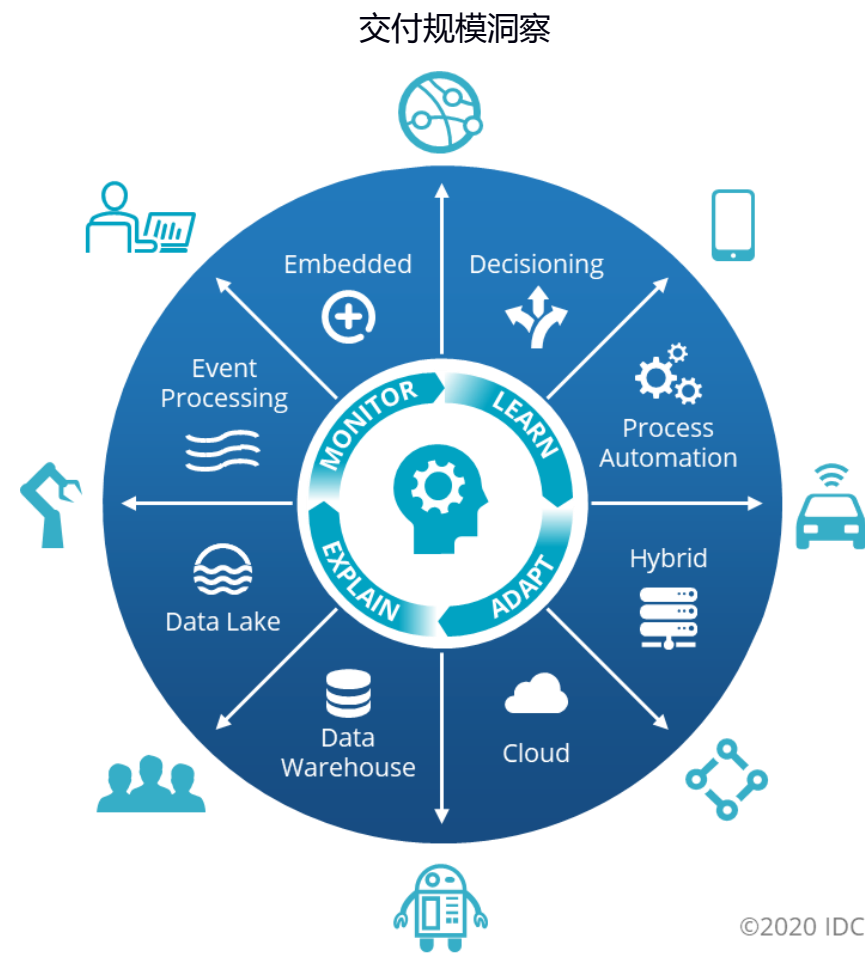 交付规模洞察
Embedded
Decisioning
Event
Processing
Process
Automation
MONITOR
LEARN
EXPLAIN
ADAPT
Data Lake
Hybrid
Data
Warehouse
Cloud
©2020 IDC